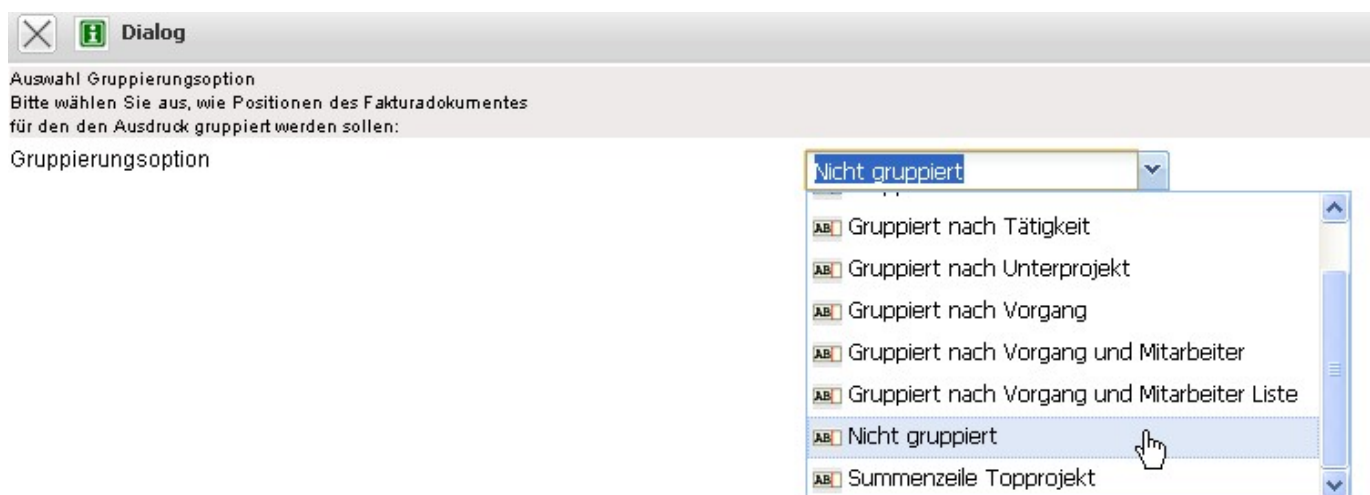 Dialog
Auswahl Gruppierungsoption
Bitte wählen Sie aus, wie Positionen des Fakturadokumentes
für den den Ausdruck gruppiert werden sollen:
Gruppierungsoption
Nicht gruppiert
Gruppiert nach Tätigkeit
Gruppiert nach Unterprojekt
Gruppiert nach Vorgang
Gruppiert nach Vorgang und Mitarbeiter
Gruppiert nach Vorgang und Mitarbeiter Liste
Nicht gruppiert
Summenzeile Topprojekt